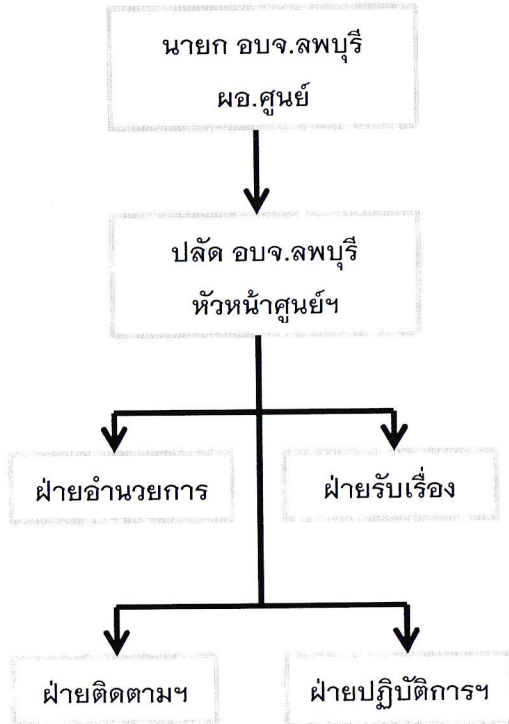 นายก อบจ.ลพบุรี
ผอ.ศูนย์
ปลัด อบจ.ลพบุรี
หัวหน้าศูนย์ฯ
ฝ่ายอำนวยการ
ฝ่ายรับเรื่อง
ฝ่ายติดตามฯ
ฝ่ายปฏิบัติการฯ